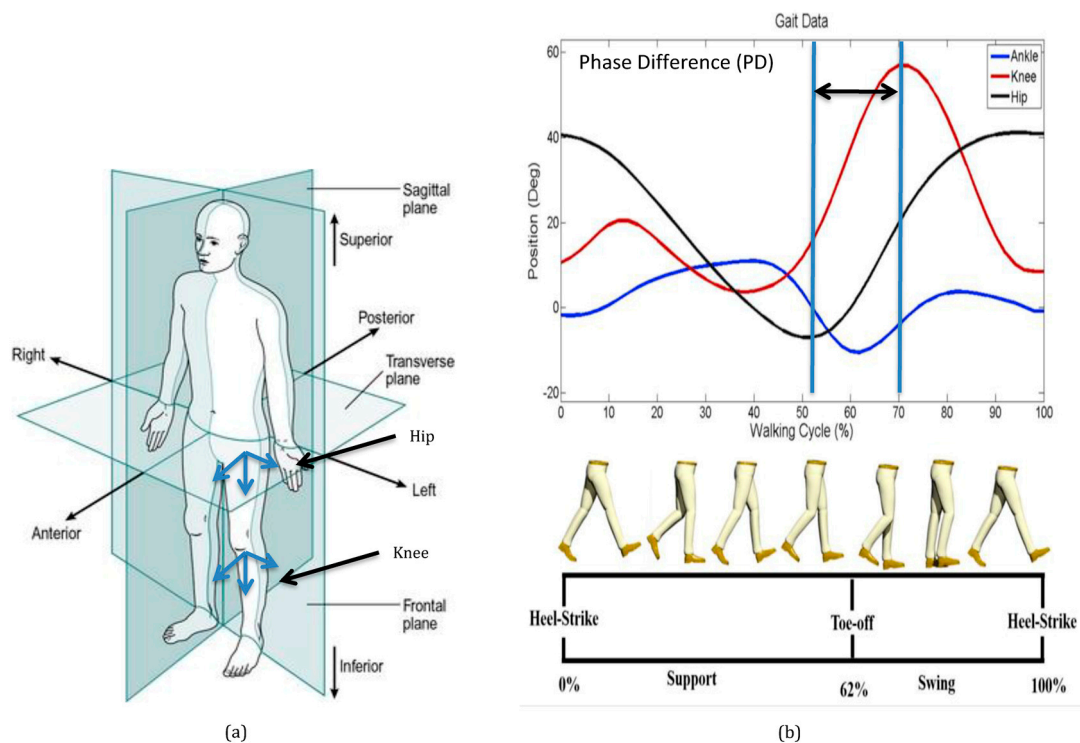 Sagittal
plane
Superior
Posterior
Right
Transverse
plane
Hip
Left
Anterior
Knee
Frontal
plane
Inferior
(a)
Gait Data
Phase Difference (PD)
Ankle
Knee
Hip
Position (Deg)
60
40
20
0
-20
0 10 20 30 40 50 60 70 80 90 100
Walking Cycle (%)
Heel-Strike Toe-off Heel-Strike
Support Swing
0% 62% 100%
(b)